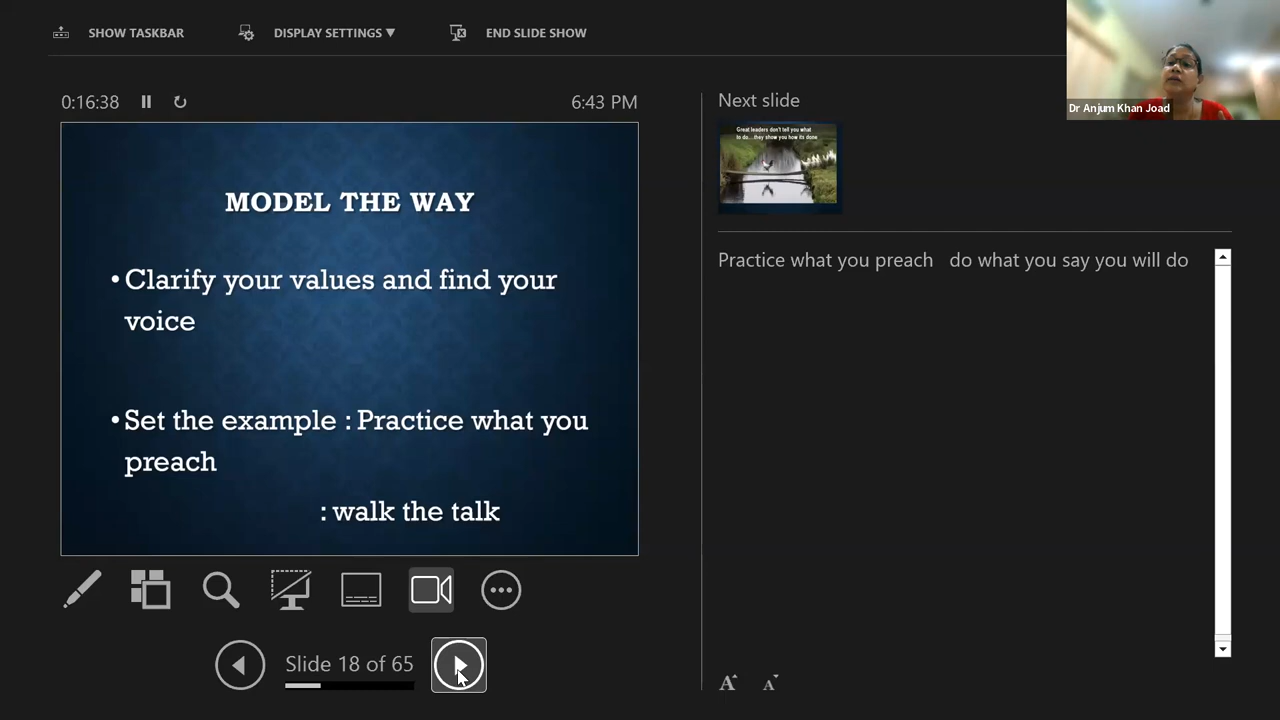 SHOW TASKBAR
DISPLAY SETTINGS ▼
END SLIDE SHOW
Dr Anjum Khan Joad
0:16:38
6:43 PM
MODEL THE WAY
• Clarify your values and find your
voice
• Set the example : Practice what you
preach
: walk the talk
Slide 18 of 65
Next slide
Great leaders don't tell you what
to do...they show you how its done
Practice what you preach   do what you say you will do
A
A